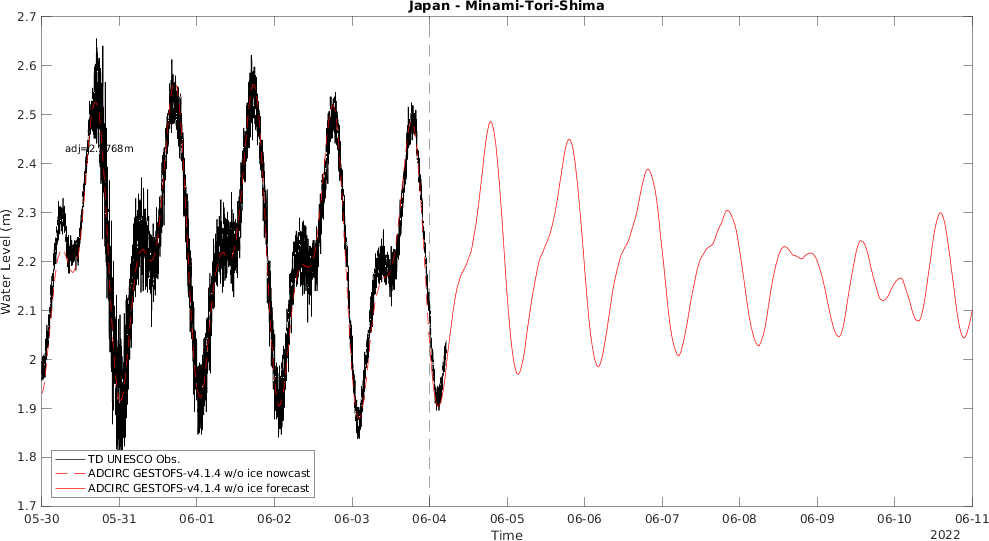 Japan - Minami-Tori-Shima
2.7
2.6
2.5
2.4
2.3
2.2
2.1
2
1.9
1.8
1.7
Water Level (m)
TD UNESCO Obs.
ADCIRC GESTOFS-v4.1.4 w/o ice nowcast
ADCIRC GESTOFS-v4.1.4 w/o ice forecast
05-30 05-31 06-01 06-02 06-03 06-04 06-05 06-06 06-07 06-08 06-09 06-10 06-11
Time
2022